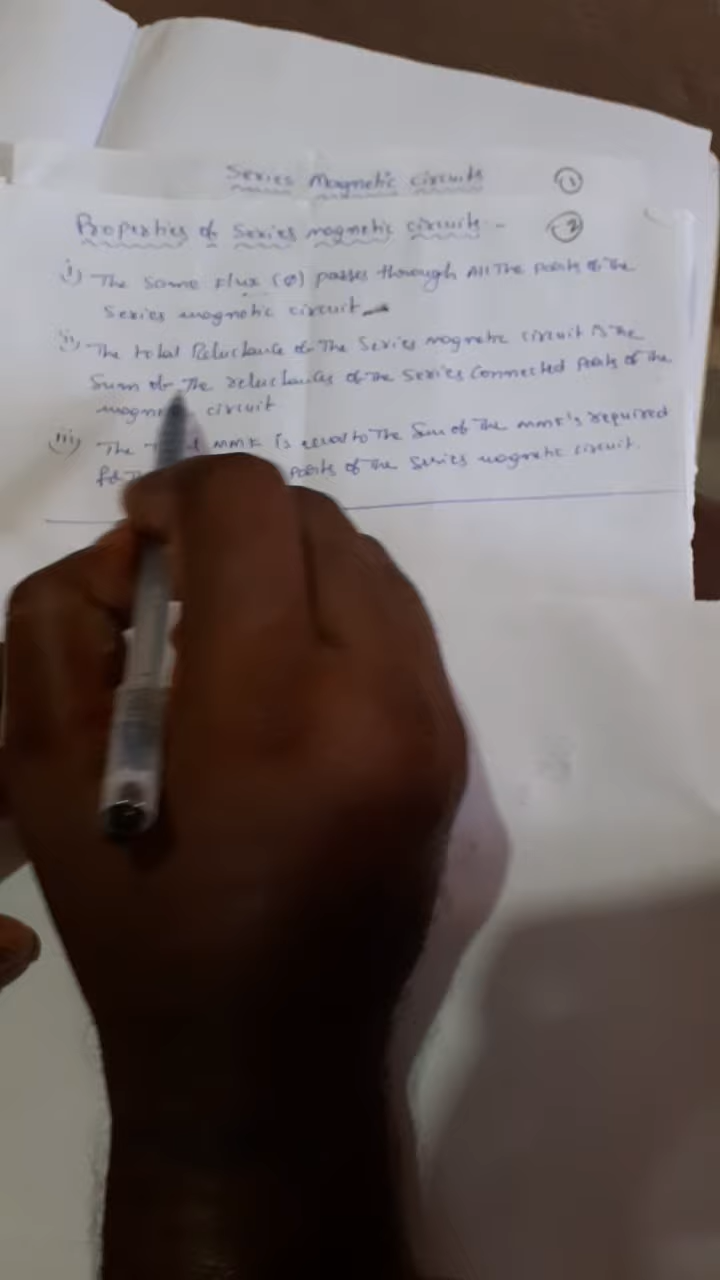 Series Magnetic circuits ①
Properties of Series magnetic circuits - ②
i) The same flux (Ø) passes through All The parts of The
Series magnetic circuit
ii) The total Reluctance of The Series magnetic circuit is The
Sum of The reluctances of The Series Connected parts of The
circuit
iii) The MMF is equal to The Sum of The MMF's required
parts of The Series magnetic circuit.